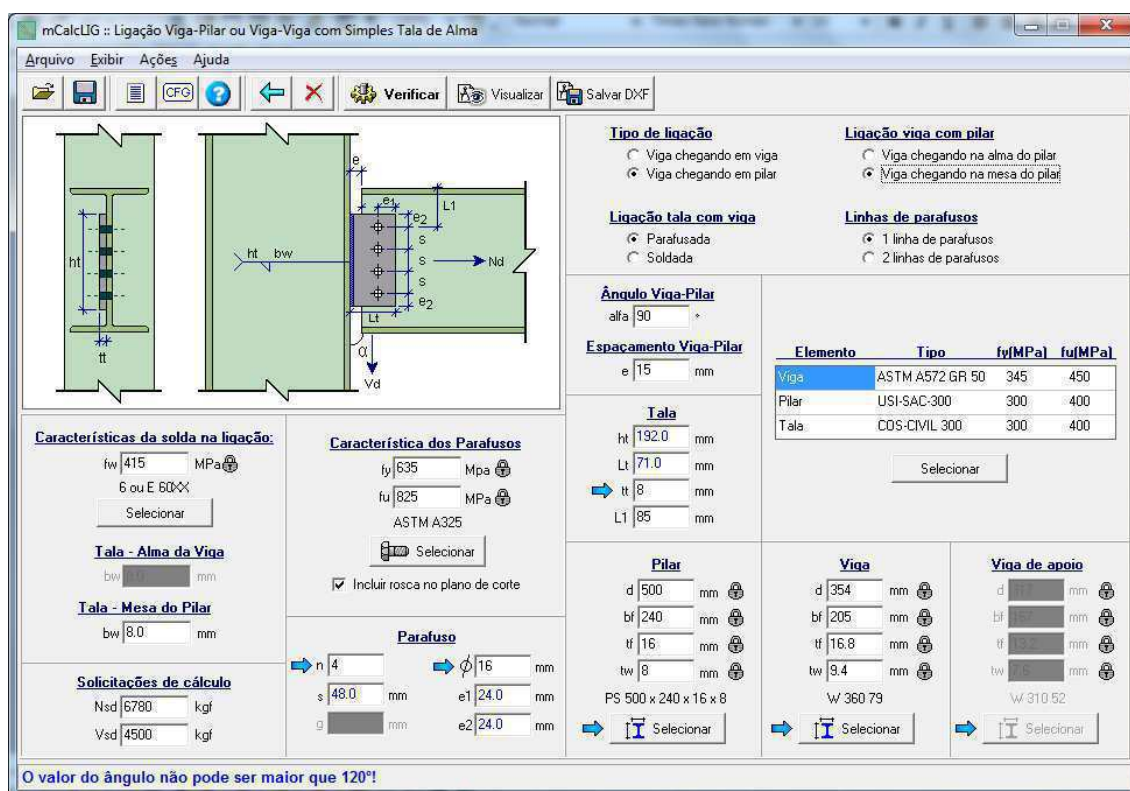 mCalcLIG :: Ligação Viga-Pilar ou Viga-Viga com Simples Tala de Alma
Arquivo Exibir Ações Ajuda
CFG Verificar Visualizar Salvar DXF
e
e1
e2
L1
s
s
s
e2
ht bw
Nd
ht
Lt
tt
α
Vd
Tipo de ligação
Viga chegando em viga
Viga chegando em pilar
Ligação viga com pilar
Viga chegando na alma do pilar
Viga chegando na mesa do pilar
Ligação tala com viga
Parafusada
Soldada
Linhas de parafusos
1 linha de parafusos
2 linhas de parafusos
Ângulo Viga-Pilar
alfa 90 °
Espaçamento Viga-Pilar
e 15 mm
Elemento Tipo fy(MPa) fu(MPa)
Viga ASTM A572 GR 50 345 450
Pilar USI-SAC-300 300 400
Tala COS-CIVIL 300 300 400
Selecionar
Tala
ht 192.0 mm
Lt 71.0 mm
tt 8 mm
L1 85 mm
Características da solda na ligação:
fw 415 MPa
6 ou E 60XX
Selecionar
Tala - Alma da Viga
bw mm
Tala - Mesa do Pilar
bw 8.0 mm
Solicitações de cálculo
Nsd 6780 kgf
Vsd 4500 kgf
Característica dos Parafusos
fy 635 Mpa
fu 825 MPa
ASTM A325
Selecionar
Incluir rosca no plano de corte
Parafuso
n 4 ϕ 16 mm
s 48.0 mm e1 24.0 mm
g mm e2 24.0 mm
Pilar
d 500 mm
bf 240 mm
tf 16 mm
tw 8 mm
PS 500 x 240 x 16 x 8
Selecionar
Viga
d 354 mm
bf 205 mm
tf 16.8 mm
tw 9.4 mm
W 360 79
Selecionar
Viga de apoio
d 317 mm
bf 167 mm
tf 13.2 mm
tw 7.6 mm
W 310 52
Selecionar
O valor do ângulo não pode ser maior que 120°!